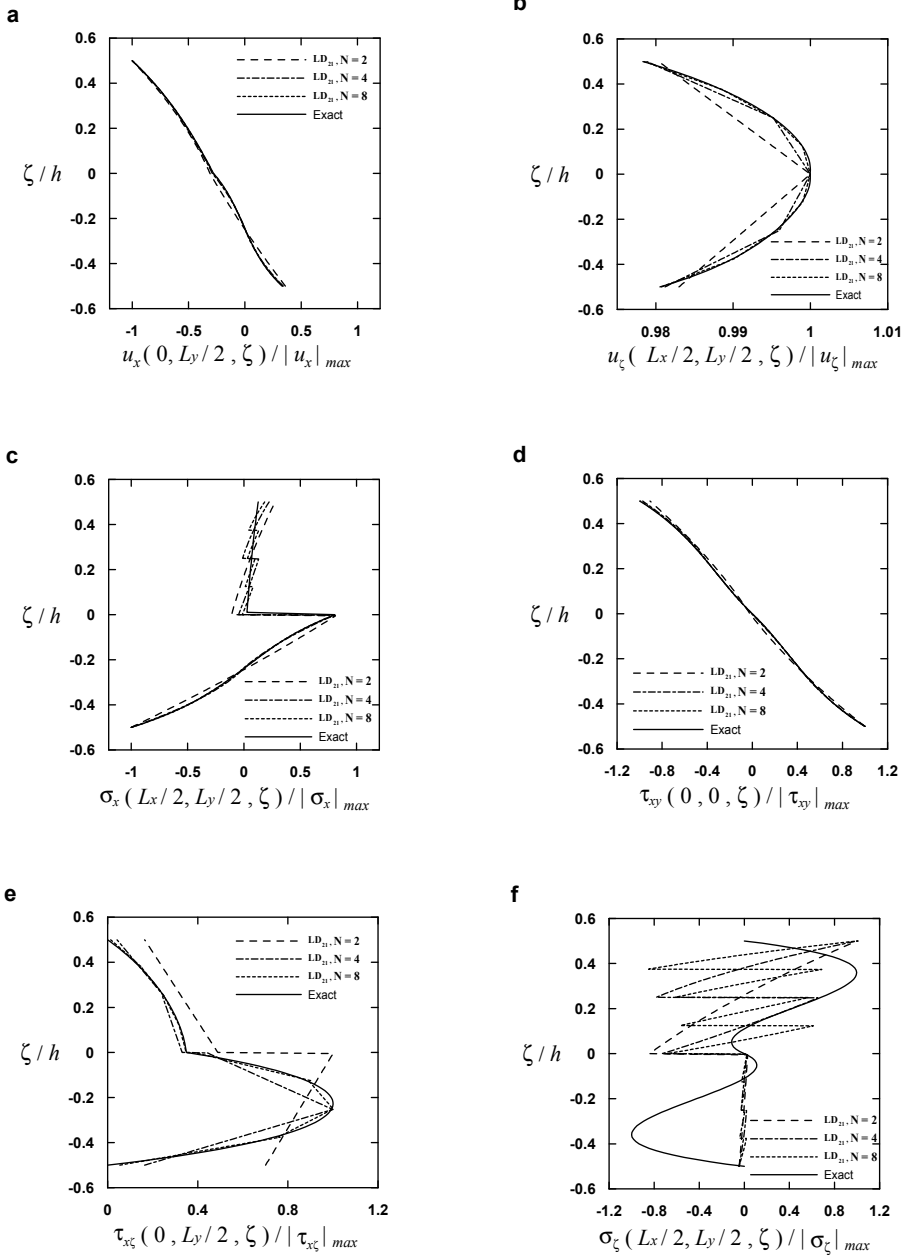 a
0.6
0.4
0.2
0
-0.2
-0.4
-0.6
ζ / h
LD21, N = 2
LD21, N = 4
LD21, N = 8
Exact
-1 -0.5 0 0.5 1
ux ( 0, Ly / 2 , ζ ) / | ux | max
b
0.6
0.4
0.2
0
-0.2
-0.4
-0.6
ζ / h
LD21, N = 2
LD21, N = 4
LD21, N = 8
Exact
0.98 0.99 1 1.01
uζ ( Lx / 2, Ly / 2 , ζ ) / | uζ | max
c
0.6
0.4
0.2
0
-0.2
-0.4
-0.6
ζ / h
LD21, N = 2
LD21, N = 4
LD21, N = 8
Exact
-1 -0.5 0 0.5 1
σx ( Lx / 2, Ly / 2 , ζ ) / | σx | max
d
0.6
0.4
0.2
0
-0.2
-0.4
-0.6
ζ / h
LD21, N = 2
LD21, N = 4
LD21, N = 8
Exact
-1.2 -0.8 -0.4 0 0.4 0.8 1.2
τxy ( 0 , 0 , ζ ) / | τxy | max
e
0.6
0.4
0.2
0
-0.2
-0.4
-0.6
ζ / h
LD21, N = 2
LD21, N = 4
LD21, N = 8
Exact
0 0.4 0.8 1.2
τxζ ( 0 , Ly / 2 , ζ ) / | τxζ | max
f
0.6
0.4
0.2
0
-0.2
-0.4
-0.6
ζ / h
LD21, N = 2
LD21, N = 4
LD21, N = 8
Exact
-1.2 -0.8 -0.4 0 0.4 0.8 1.2
σζ ( Lx / 2, Ly / 2 , ζ ) / | σζ | max